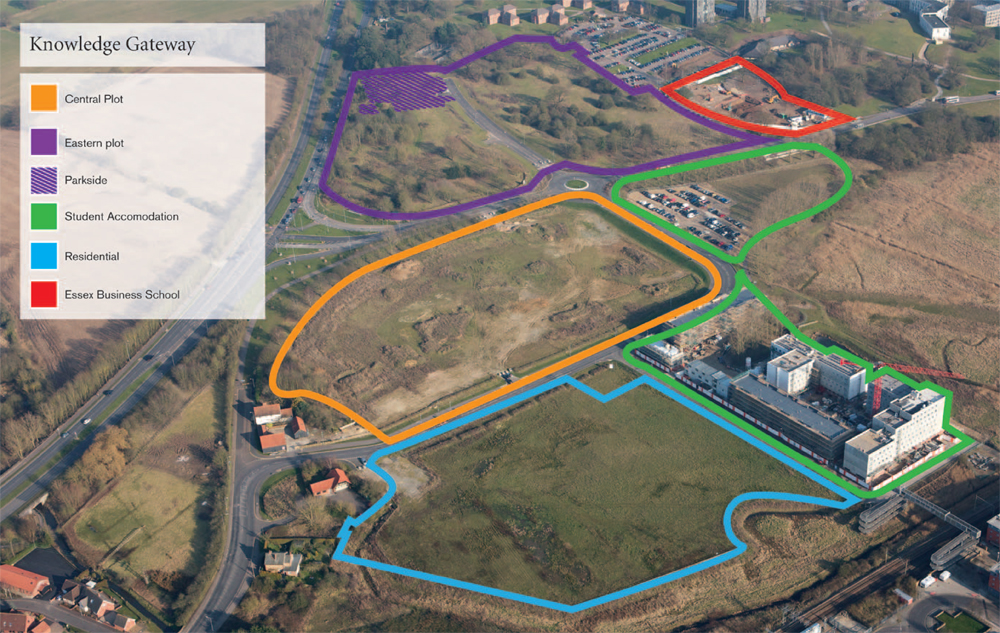 Knowledge Gateway
Central Plot
Eastern plot
Parkside
Student Accomodation
Residential
Essex Business School